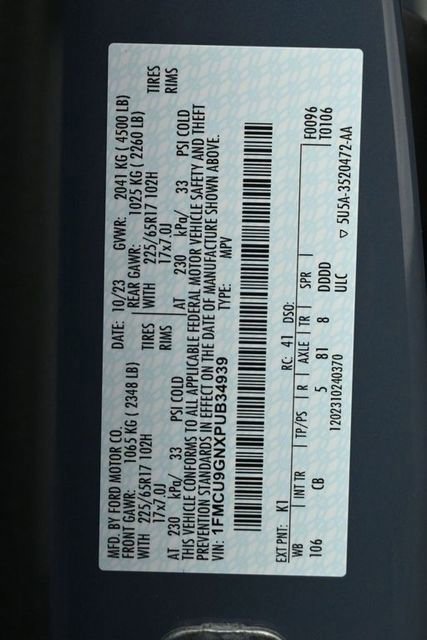 MFD. BY FORD MOTOR CO. DATE: 10/23 GVWR: 2041 KG ( 4500 LB)
FRONT GAWR: 1065 KG ( 2348 LB) REAR GAWR: 1025 KG ( 2260 LB)
WITH 225/65R17 102H TIRES WITH 225/65R17 102H TIRES
17x7.0J RIMS 17x7.0J RIMS
AT 230 kPa/ 33 PSI COLD AT 230 kPa/ 33 PSI COLD
THIS VEHICLE CONFORMS TO ALL APPLICABLE FEDERAL MOTOR VEHICLE SAFETY AND THEFT
PREVENTION STANDARDS IN EFFECT ON THE DATE OF MANUFACTURE SHOWN ABOVE.
VIN: 1FMCU9GNXPUB34939 TYPE: MPV
F0096
EXT PNT: K1 RC: 41 DSO: T0106
WB INT TR TP/PS R AXLE TR SPR
106 CB 5 81 8 DDDD
ULC
1202310240370 ▽ 5U5A-3520472-AA